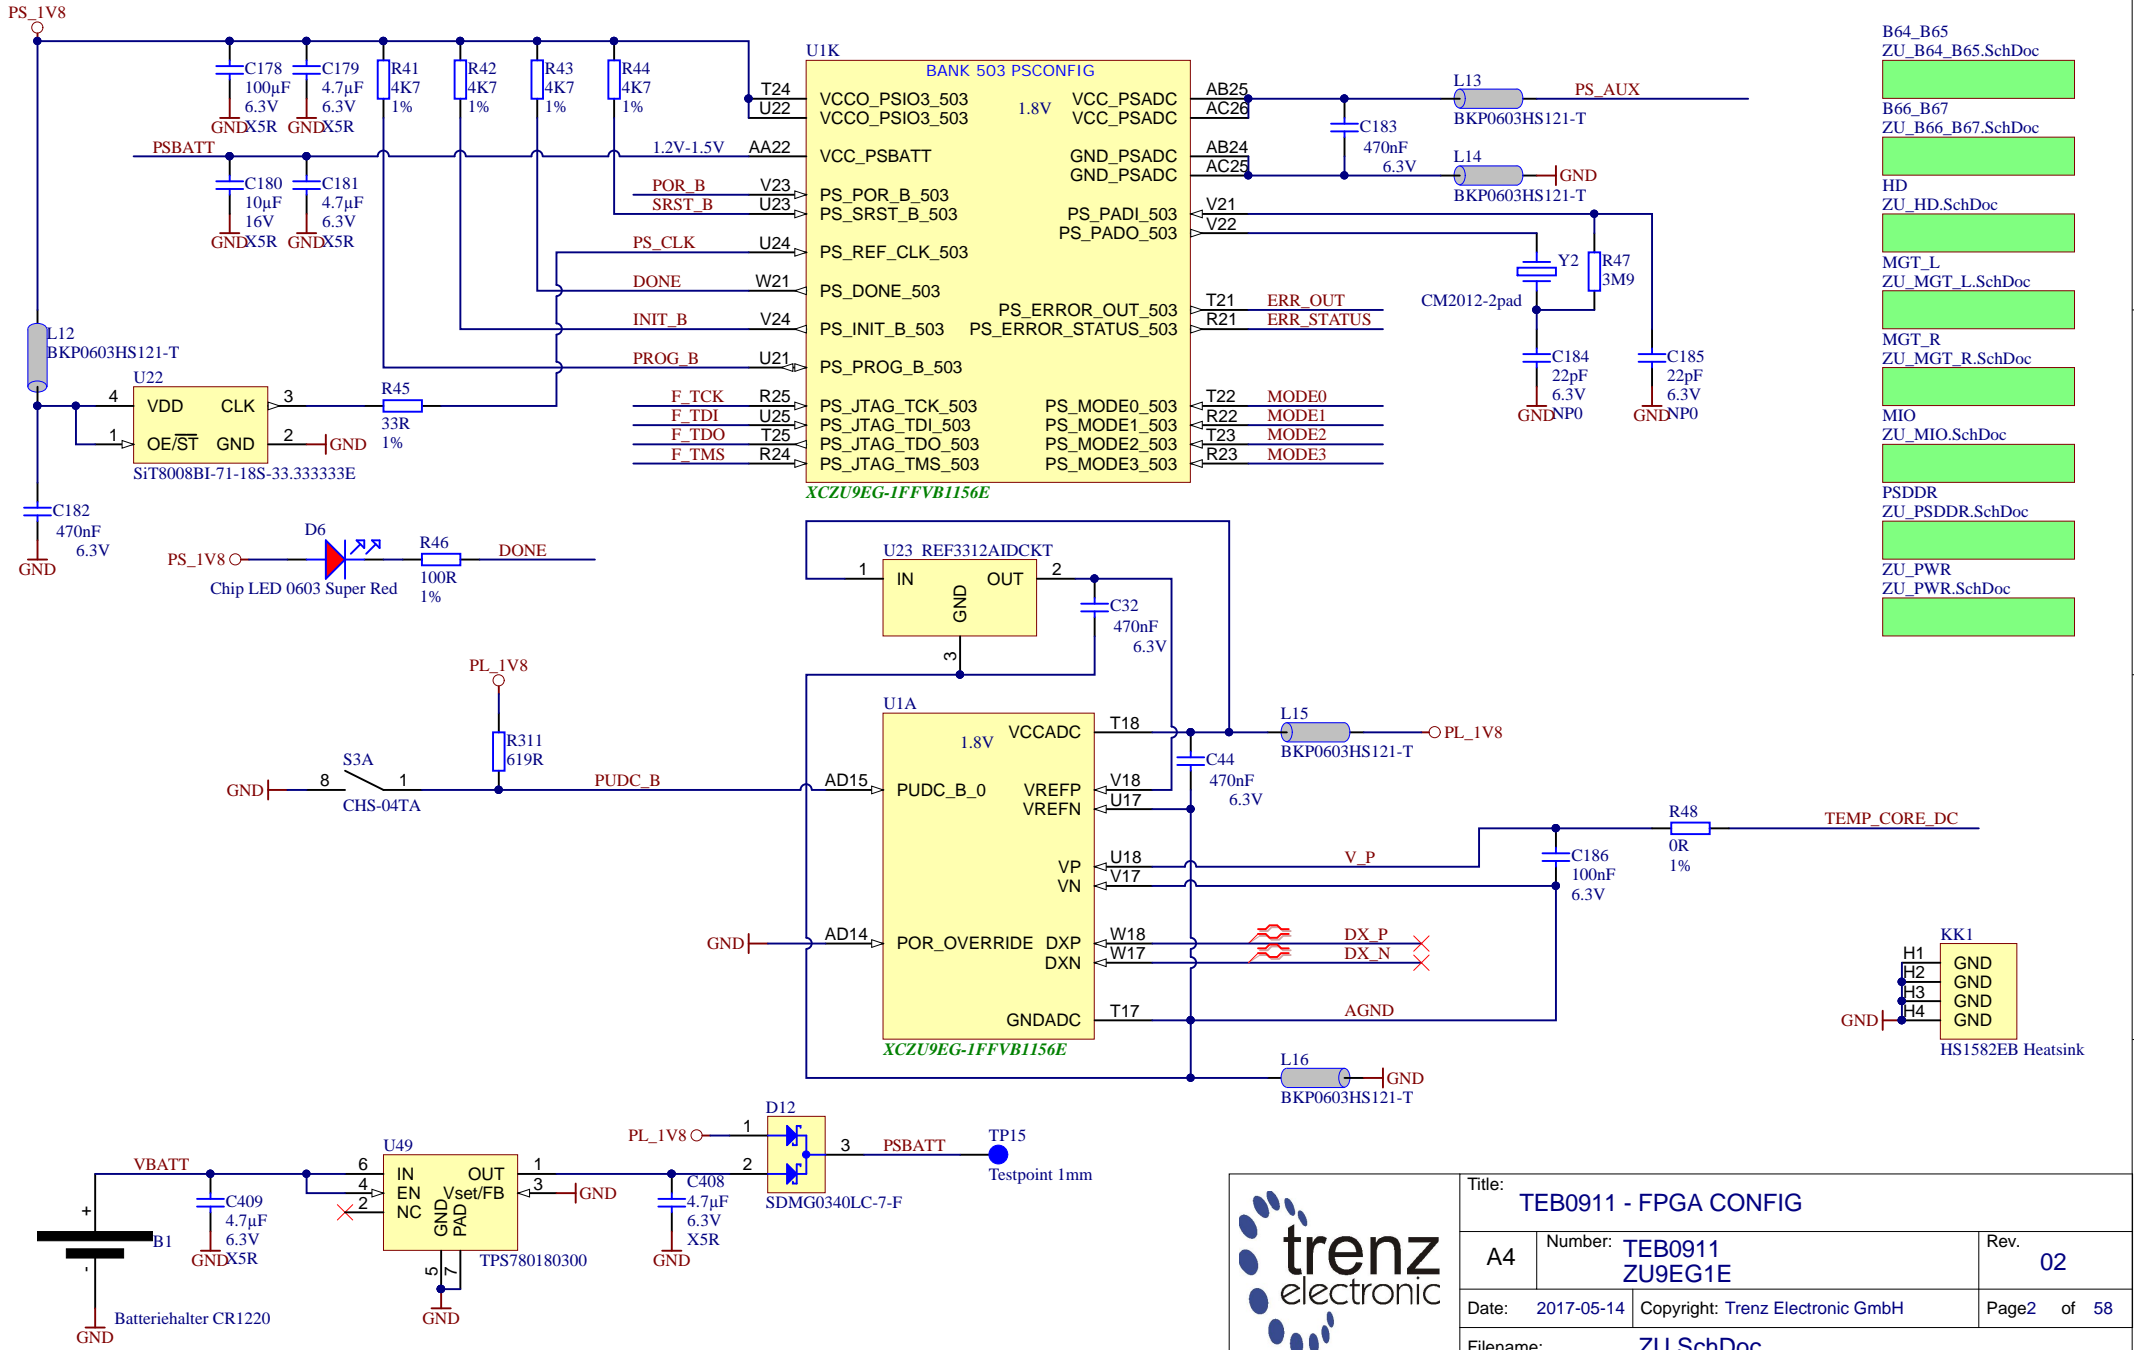 PS_1V8
C178
100µF
6.3V
X5R
GND
C179
4.7µF
6.3V
X5R
GND
R41
4K7
1%
R42
4K7
1%
R43
4K7
1%
R44
4K7
1%
PSBATT
1.2V-1.5V
C180
10µF
16V
X5R
GND
C181
4.7µF
6.3V
X5R
GND
POR_B
SRST_B
PS_CLK
DONE
INIT_B
PROG_B
F_TCK
F_TDI
F_TDO
F_TMS
T24
U22
AA22
V23
U23
U24
W21
V24
U21
R25
U25
T25
R24
U1K
BANK 503 PSCONFIG
1.8V
VCCO_PSIO3_503
VCCO_PSIO3_503
VCC_PSBATT
PS_POR_B_503
PS_SRST_B_503
PS_REF_CLK_503
PS_DONE_503
PS_INIT_B_503
PS_PROG_B_503
PS_JTAG_TCK_503
PS_JTAG_TDI_503
PS_JTAG_TDO_503
PS_JTAG_TMS_503
VCC_PSADC
VCC_PSADC
GND_PSADC
GND_PSADC
PS_PADI_503
PS_PADO_503
PS_ERROR_OUT_503
PS_ERROR_STATUS_503
PS_MODE0_503
PS_MODE1_503
PS_MODE2_503
PS_MODE3_503
XCZU9EG-1FFVB1156E
AB25
AC26
AB24
AC25
V21
V22
T21
R21
T22
R22
T23
R23
ERR_OUT
ERR_STATUS
MODE0
MODE1
MODE2
MODE3
C183
470nF
6.3V
L13
BKP0603HS121-T
PS_AUX
L14
BKP0603HS121-T
GND
Y2
CM2012-2pad
R47
3M9
C184
22pF
6.3V
NP0
GND
C185
22pF
6.3V
NP0
GND
B64_B65
ZU_B64_B65.SchDoc
B66_B67
ZU_B66_B67.SchDoc
HD
ZU_HD.SchDoc
MGT_L
ZU_MGT_L.SchDoc
MGT_R
ZU_MGT_R.SchDoc
MIO
ZU_MIO.SchDoc
PSDDR
ZU_PSDDR.SchDoc
ZU_PWR
ZU_PWR.SchDoc
L12
BKP0603HS121-T
U22
4
1
VDD
OE/ST
CLK
GND
3
2
GND
SiT8008BI-71-18S-33.333333E
R45
33R
1%
C182
470nF
6.3V
GND
PS_1V8
D6
Chip LED 0603 Super Red
R46
100R
1%
DONE
U23 REF3312AIDCKT
1
IN
OUT
GND
2
3
C32
470nF
6.3V
PL_1V8
R311
619R
S3A
GND
8
1
CHS-04TA
PUDC_B
GND
AD15
AD14
U1A
1.8V
PUDC_B_0
POR_OVERRIDE
VCCADC
VREFP
VREFN
VP
VN
DXP
DXN
GNDADC
XCZU9EG-1FFVB1156E
T18
V18
U17
U18
V17
W18
W17
T17
C44
470nF
6.3V
L15
BKP0603HS121-T
PL_1V8
V_P
DX_P
DX_N
AGND
C186
100nF
6.3V
R48
0R
1%
TEMP_CORE_DC
L16
BKP0603HS121-T
GND
KK1
H1
H2
H3
H4
GND
GND
GND
GND
GND
HS1582EB Heatsink
VBATT
+
-
B1
Batteriehalter CR1220
GND
C409
4.7µF
6.3V
X5R
GND
U49
6
4
2
IN
EN
NC
OUT
Vset/FB
GND
PAD
1
3
5
7
GND
GND
TPS780180300
C408
4.7µF
6.3V
X5R
GND
PL_1V8
D12
1
2
3
SDMG0340LC-7-F
PSBATT
TP15
Testpoint 1mm
trenz
electronic
Title:
TEB0911 - FPGA CONFIG
A4
Number: TEB0911
ZU9EG1E
Rev.
02
Date: 2017-05-14
Copyright: Trenz Electronic GmbH
Page2 of 58
Filename: ZU.SchDoc